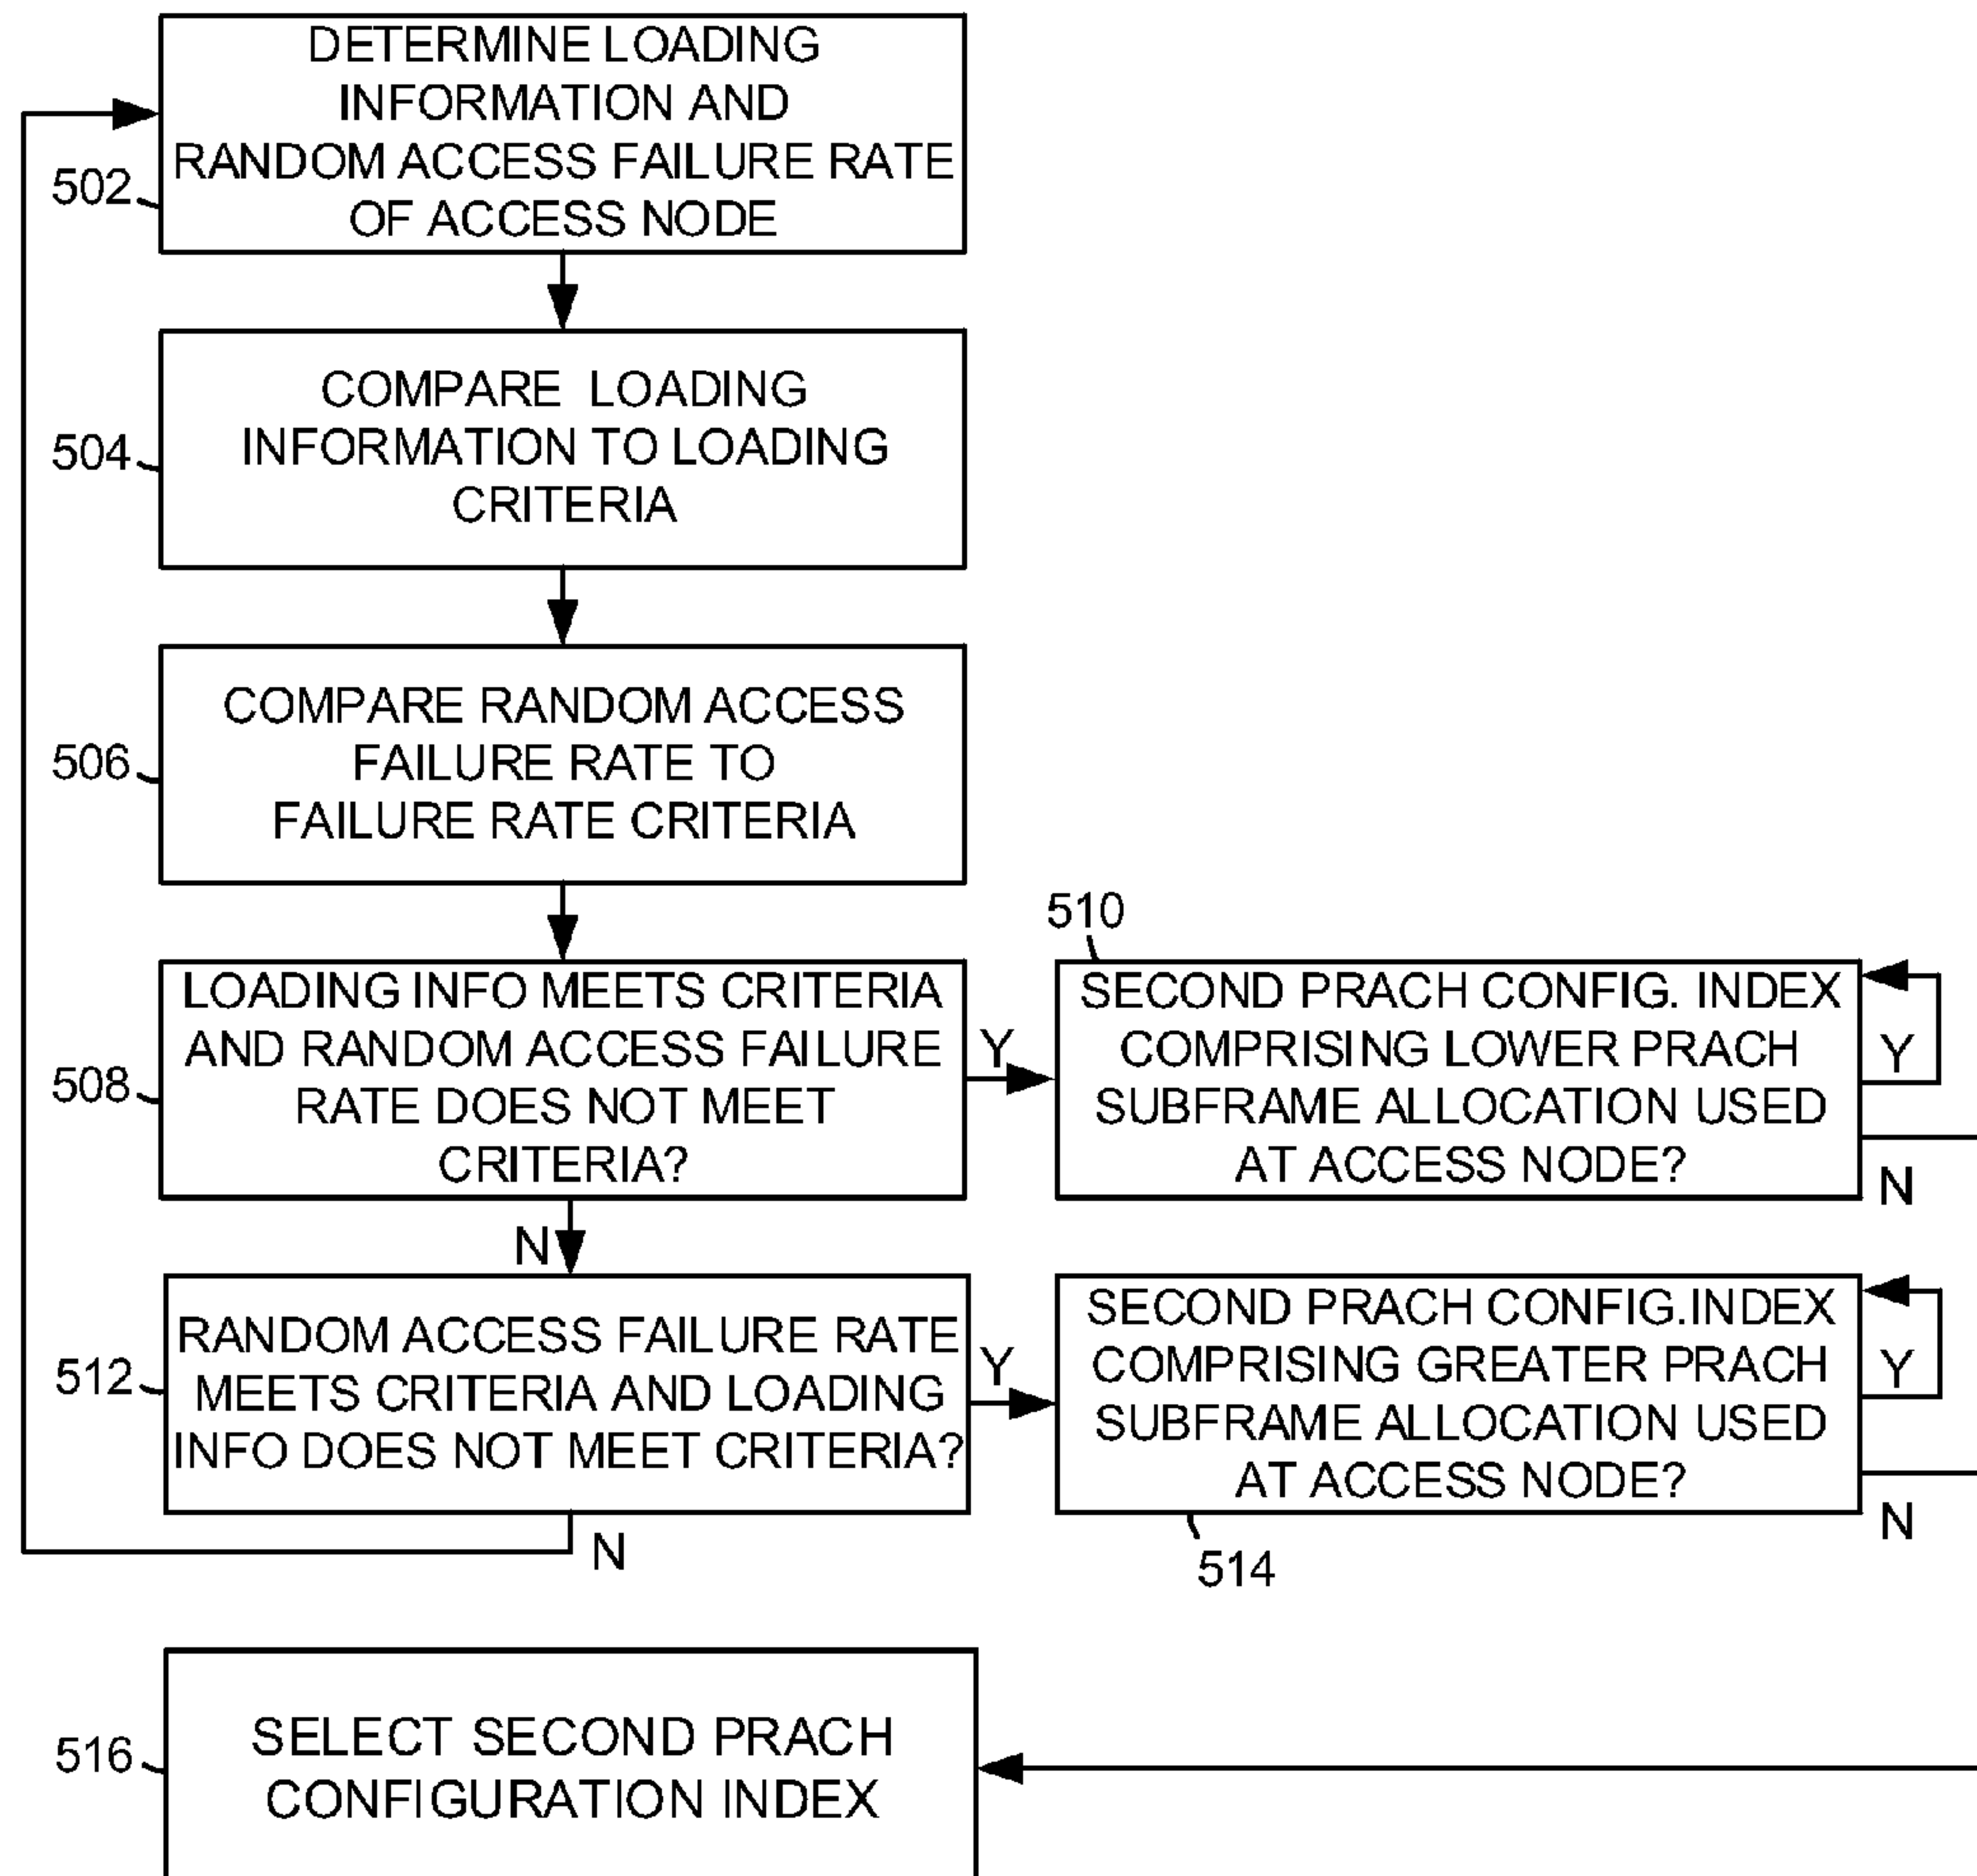 DETERMINE LOADING
INFORMATION AND
RANDOM ACCESS FAILURE RATE
OF ACCESS NODE
502
COMPARE LOADING
INFORMATION TO LOADING
CRITERIA
504
COMPARE RANDOM ACCESS
FAILURE RATE TO
FAILURE RATE CRITERIA
506
LOADING INFO MEETS CRITERIA
AND RANDOM ACCESS FAILURE
RATE DOES NOT MEET
CRITERIA?
508
Y
N
510
SECOND PRACH CONFIG. INDEX
COMPRISING LOWER PRACH
SUBFRAME ALLOCATION USED
AT ACCESS NODE?
Y
N
RANDOM ACCESS FAILURE RATE
MEETS CRITERIA AND LOADING
INFO DOES NOT MEET CRITERIA?
512
Y
N
SECOND PRACH CONFIG.INDEX
COMPRISING GREATER PRACH
SUBFRAME ALLOCATION USED
AT ACCESS NODE?
Y
N
514
SELECT SECOND PRACH
CONFIGURATION INDEX
516